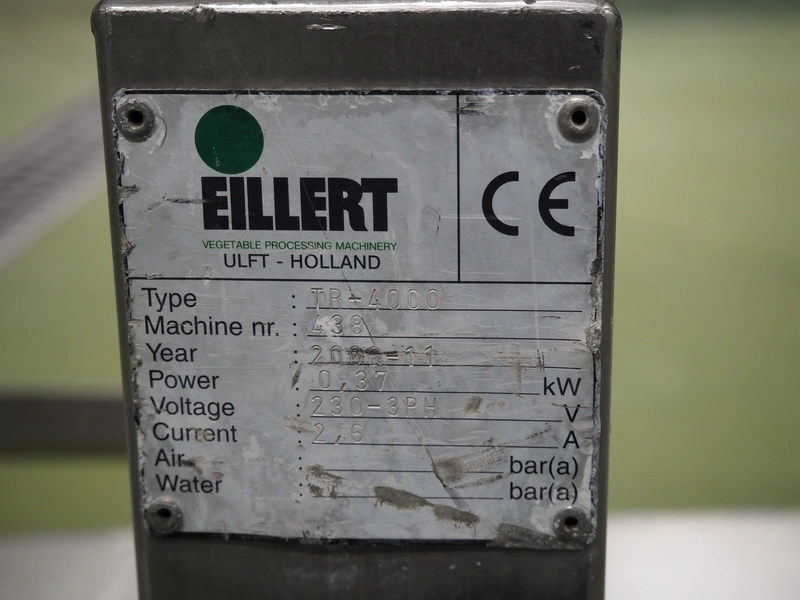 EILLERT
VEGETABLE PROCESSING MACHINERY
ULFT - HOLLAND
CE
Type : TR-4000
Machine nr. : 438
Year :
Power : 0,37 kW
Voltage : 230-3PH V
Current : 2,6 A
Air : bar(a)
Water : bar(a)